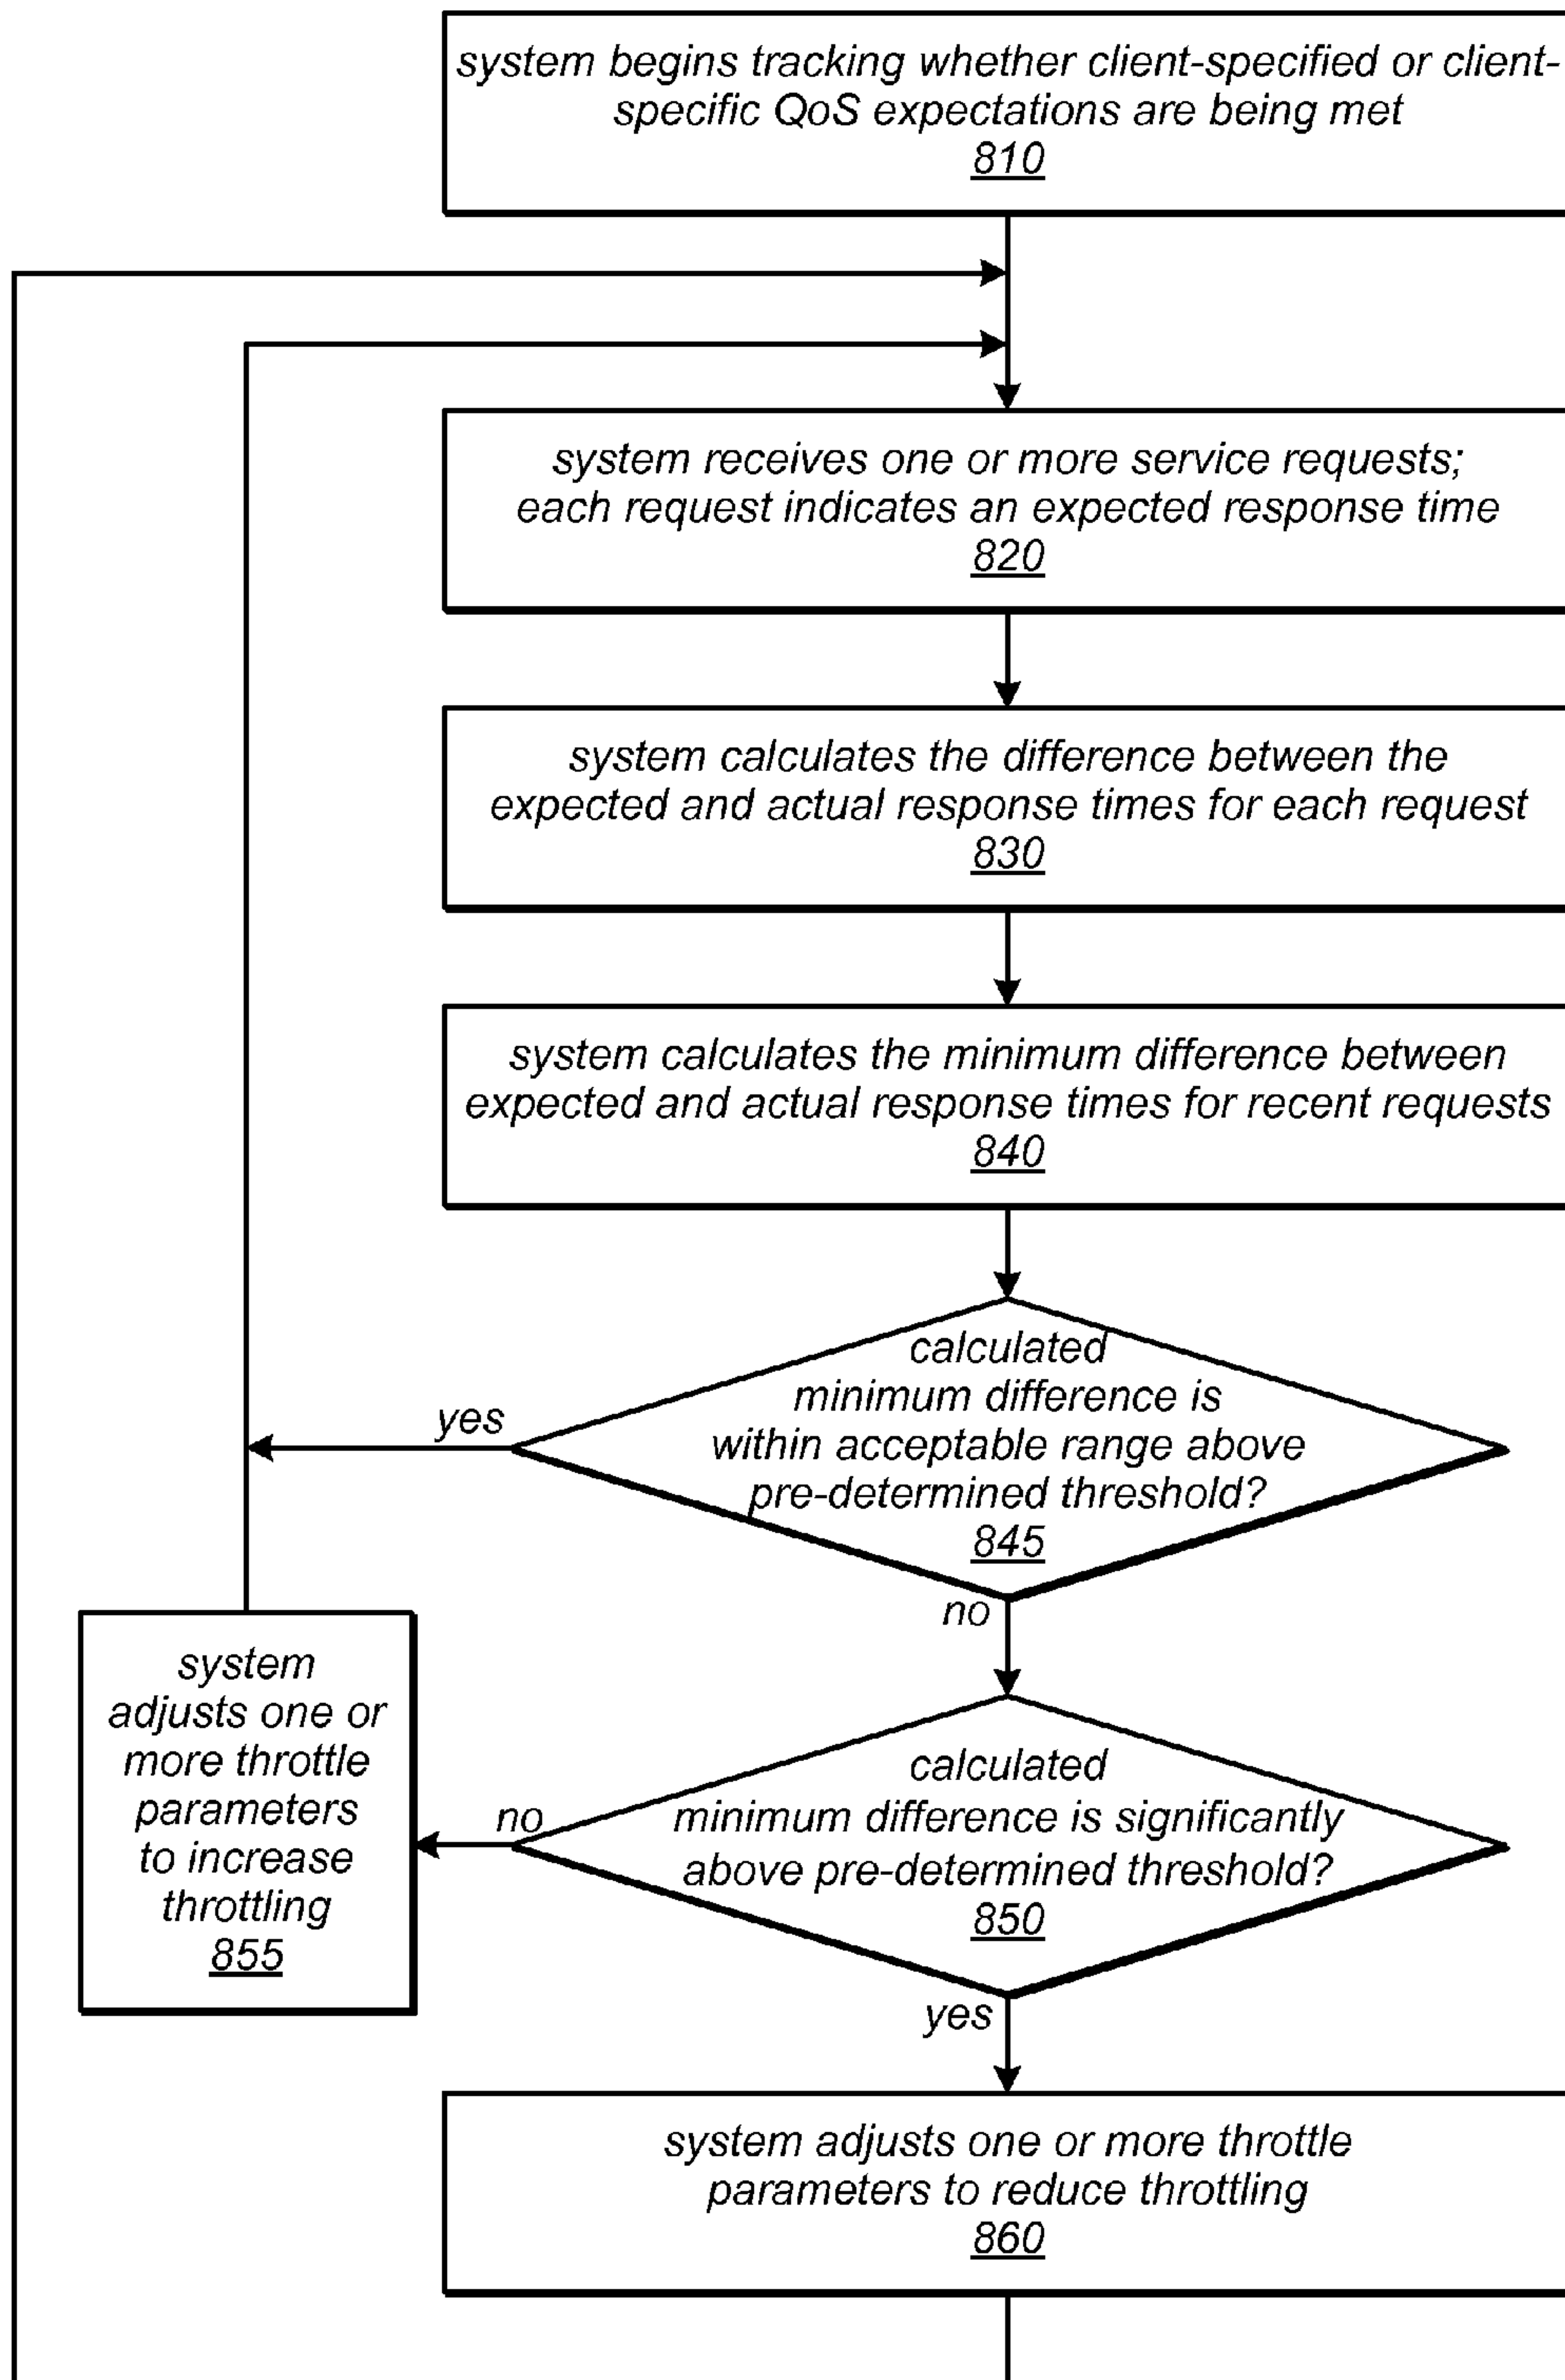 system begins tracking whether client-specified or client-
specific QoS expectations are being met
810
system receives one or more service requests;
each request indicates an expected response time
820
system calculates the difference between the
expected and actual response times for each request
830
system calculates the minimum difference between
expected and actual response times for recent requests
840
calculated
minimum difference is
within acceptable range above
pre-determined threshold?
845
yes
no
system
adjusts one or
more throttle
parameters
to increase
throttling
855
calculated
minimum difference is significantly
above pre-determined threshold?
850
no
yes
system adjusts one or more throttle
parameters to reduce throttling
860